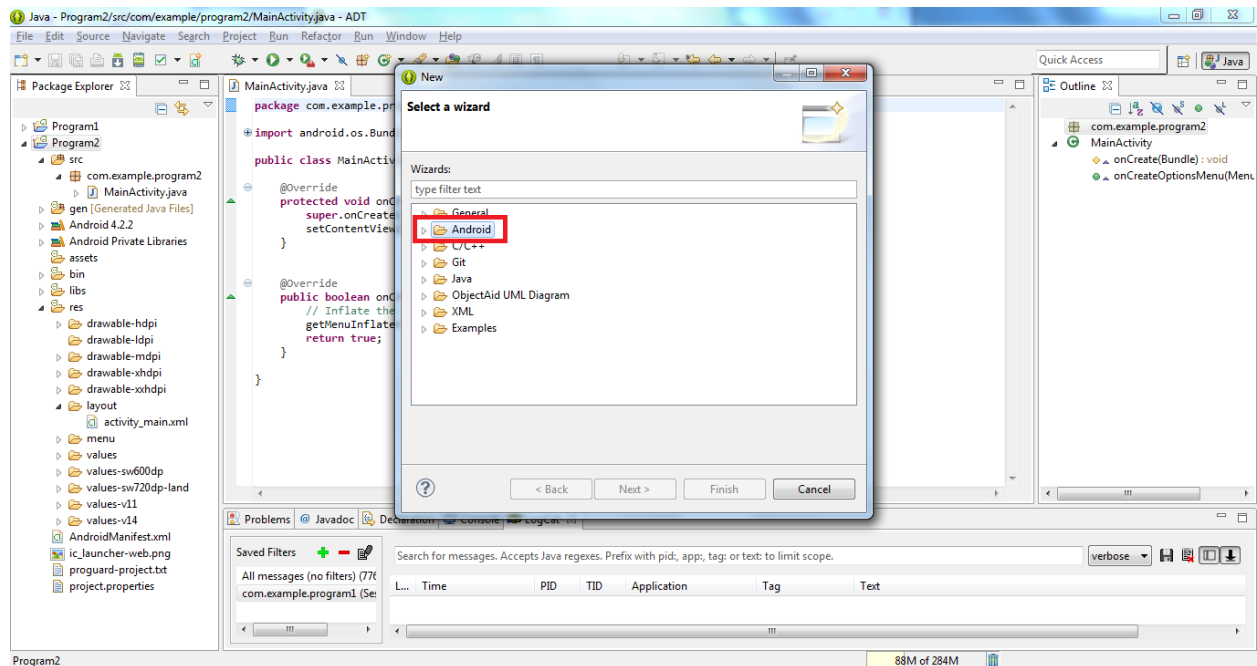 Java - Program2/src/com/example/program2/MainActivity.java - ADT
File Edit Source Navigate Search Project Run Refactor Run Window Help
Quick Access
Java
Package Explorer
Program1
Program2
src
com.example.program2
MainActivity.java
gen [Generated Java Files]
Android 4.2.2
Android Private Libraries
assets
bin
libs
res
drawable-hdpi
drawable-ldpi
drawable-mdpi
drawable-xhdpi
drawable-xxhdpi
layout
activity_main.xml
menu
values
values-sw600dp
values-sw720dp-land
values-v11
values-v14
AndroidManifest.xml
ic_launcher-web.png
proguard-project.txt
project.properties
MainActivity.java
package com.example.pr
import android.os.Bund
public class MainActiv
@Override
protected void onC
super.onCreate
setContentView
}
@Override
public boolean onC
// Inflate the
getMenuInflate
return true;
}
}
New
Select a wizard
Wizards:
type filter text
General
Android
C/C++
Git
Java
ObjectAid UML Diagram
XML
Examples
?
< Back Next > Finish Cancel
Outline
com.example.program2
MainActivity
onCreate(Bundle) : void
onCreateOptionsMenu(Menu
Problems @ Javadoc Declaration Console LogCat
Saved Filters
All messages (no filters) (776
com.example.program1 (Ses
Search for messages. Accepts Java regexes. Prefix with pid:, app:, tag: or text: to limit scope.
verbose
L... Time PID TID Application Tag Text
Program2
88M of 284M